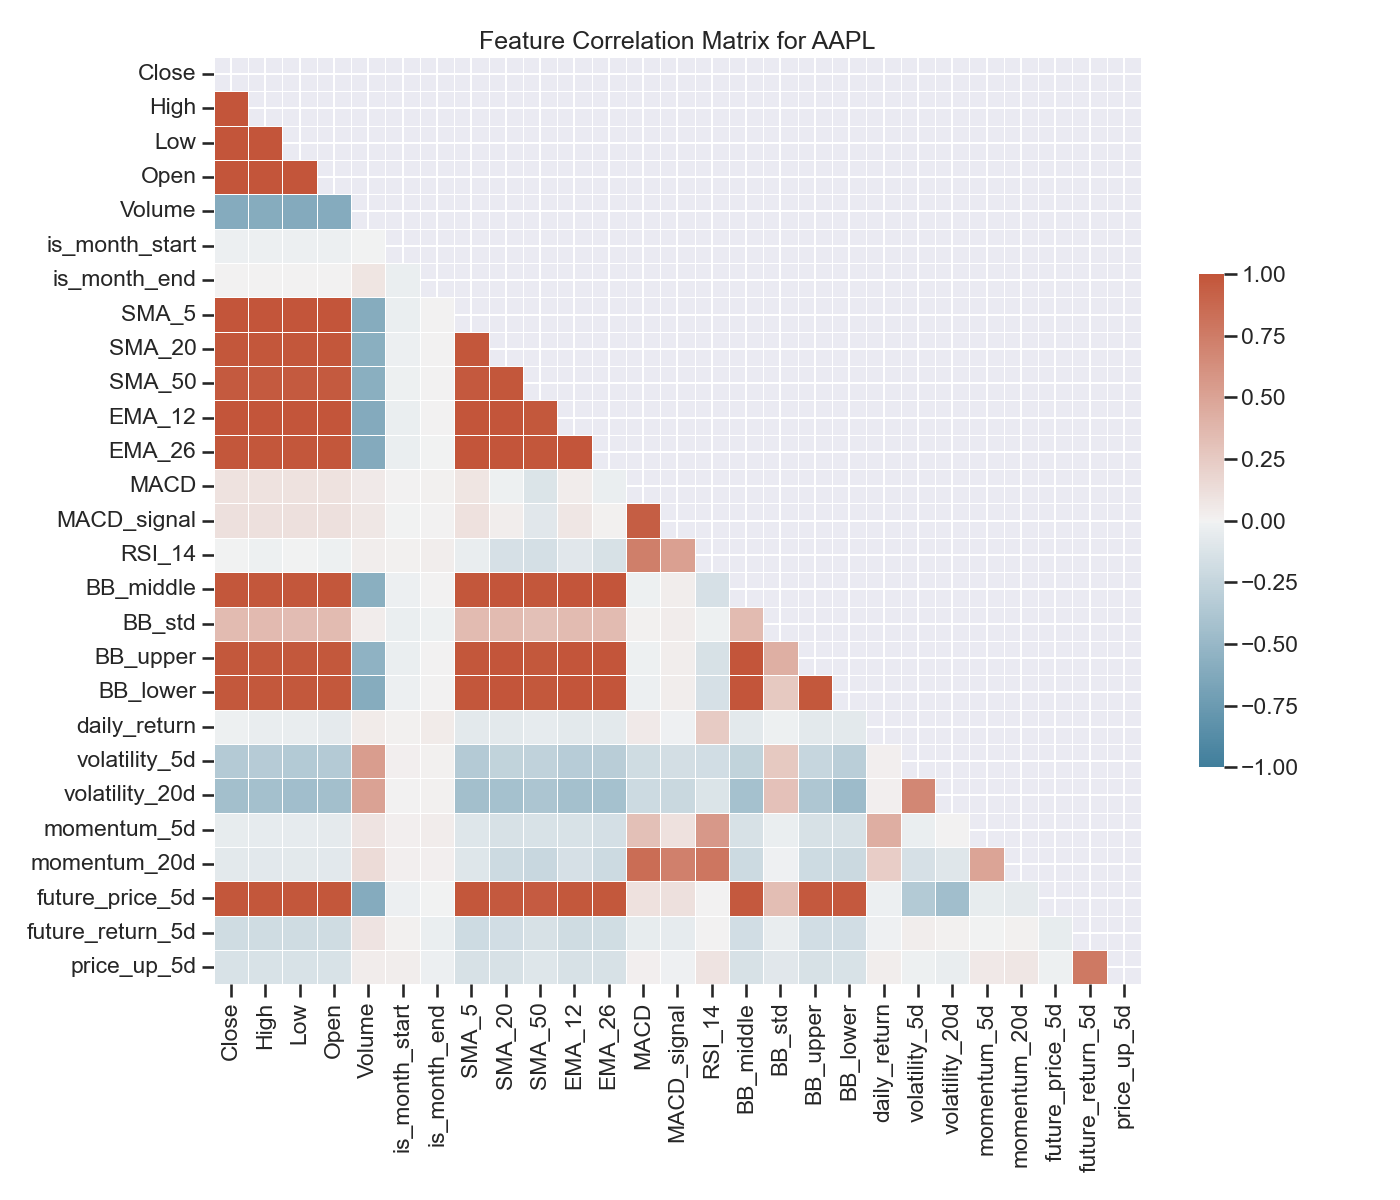 Feature Correlation Matrix for AAPL
Close
High
Low
Open
Volume
is_month_start
is_month_end
SMA_5
SMA_20
SMA_50
EMA_12
EMA_26
MACD
MACD_signal
RSI_14
BB_middle
BB_std
BB_upper
BB_lower
daily_return
volatility_5d
volatility_20d
momentum_5d
momentum_20d
future_price_5d
future_return_5d
price_up_5d
Close
High
Low
Open
Volume
is_month_start
is_month_end
SMA_5
SMA_20
SMA_50
EMA_12
EMA_26
MACD
MACD_signal
RSI_14
BB_middle
BB_std
BB_upper
BB_lower
daily_return
volatility_5d
volatility_20d
momentum_5d
momentum_20d
future_price_5d
future_return_5d
price_up_5d
1.00
0.75
0.50
0.25
0.00
−0.25
−0.50
−0.75
−1.00